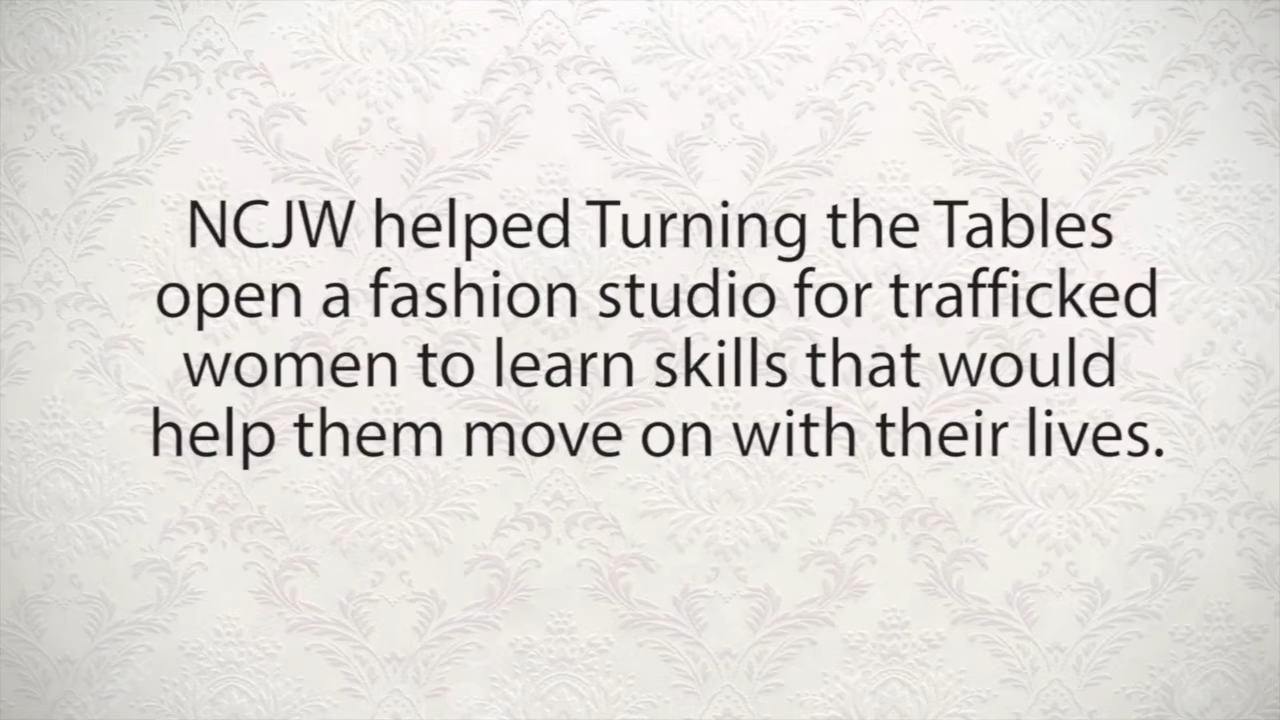 NCJW helped Turning the Tables
open a fashion studio for trafficked
women to learn skills that would
help them move on with their lives.